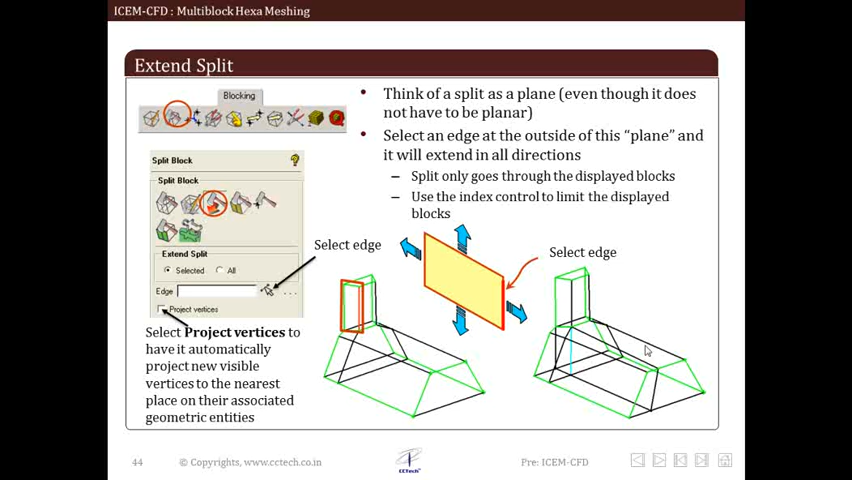 ICEM-CFD : Multiblock Hexa Meshing
Extend Split
Blocking
Split Block
Split Block
Extend Split
Selected
All
Edge
Project vertices
Select edge
Select Project vertices to
have it automatically
project new visible
vertices to the nearest
place on their associated
geometric entities
• Think of a split as a plane (even though it does
not have to be planar)
• Select an edge at the outside of this “plane” and
it will extend in all directions
– Split only goes through the displayed blocks
– Use the index control to limit the displayed
blocks
Select edge
44
© Copyrights, www.cctech.co.in
CCTech
Pre: ICEM-CFD